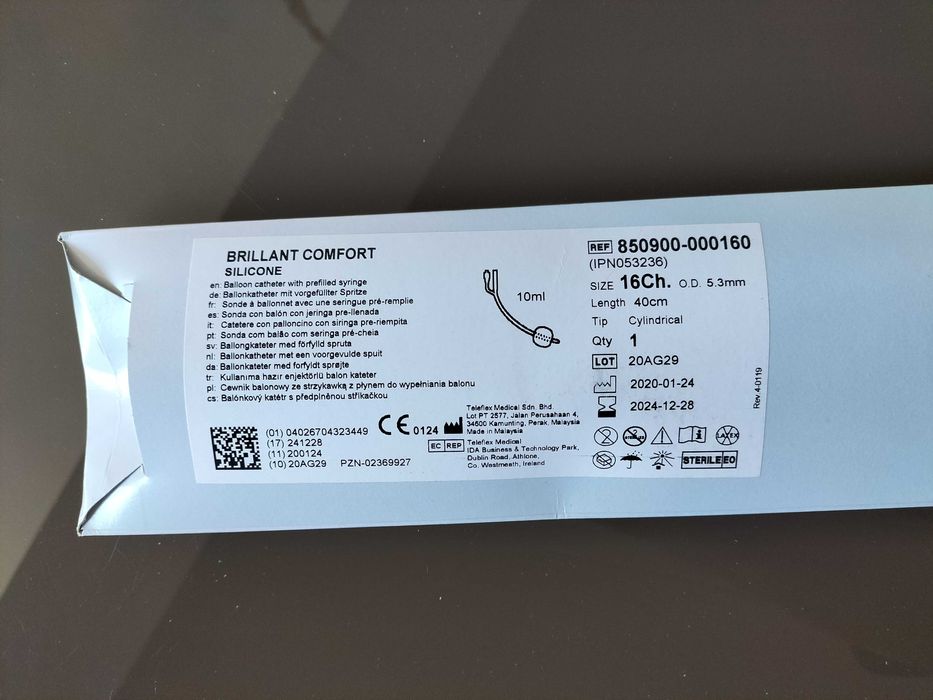 BRILLANT COMFORT
SILICONE
en: Balloon catheter with prefilled syringe
de: Ballonkatheter mit vorgefüllter Spritze
fr: Sonde à ballonnet avec une seringue pré-remplie
es: Sonda con balón con jeringa pre-llenada
it: Catetere con palloncino con siringa pre-riempita
pt: Sonda com balão com seringa pré-cheia
sv: Ballongkateter med förfylld spruta
nl: Ballonkatheter met een voorgevulde spuit
da: Ballonkateter med forfyldt sprøjte
tr: Kullanıma hazır enjektörlü balon kateter
pl: Cewnik balonowy ze strzykawką z płynem do wypełniania balonu
cs: Balónkový katétr s předplněnou stříkačkou
10ml
REF 850900-000160
(IPN053236)
SIZE 16Ch. O.D. 5.3mm
Length 40cm
Tip Cylindrical
Qty 1
LOT 20AG29
2020-01-24
2024-12-28
Rev.4-0119
(01) 04026704323449
(17) 241228
(11) 200124
(10) 20AG29 PZN-02369927
CE 0124
Teleflex Medical Sdn. Bhd.
Lot PT 2577, Jalan Perusahaan 4,
34600 Kamunting, Perak, Malaysia
Made in Malaysia
EC REP
Teleflex Medical
IDA Business & Technology Park,
Dublin Road, Athlone,
Co. Westmeath, Ireland
LATEX
STERILE EO